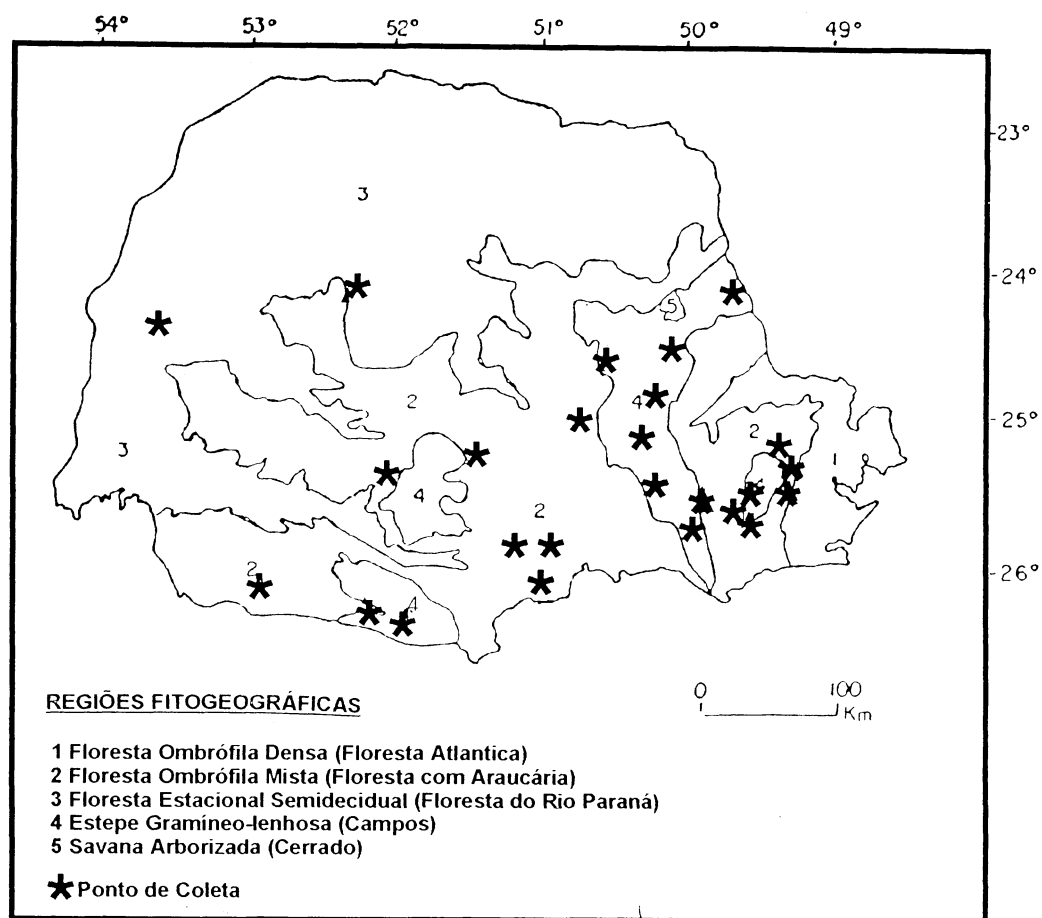 54° 53° 52° 51° 50° 49°
-23°
3
-24°
5
2
4
-25°
3
2
1
4
2
-26°
2
4
REGIÕES FITOGEOGRÁFICAS
0 100
Km
1 Floresta Ombrófila Densa (Floresta Atlantica)
2 Floresta Ombrófila Mista (Floresta com Araucária)
3 Floresta Estacional Semidecidual (Floresta do Rio Paraná)
4 Estepe Gramíneo-lenhosa (Campos)
5 Savana Arborizada (Cerrado)
Ponto de Coleta